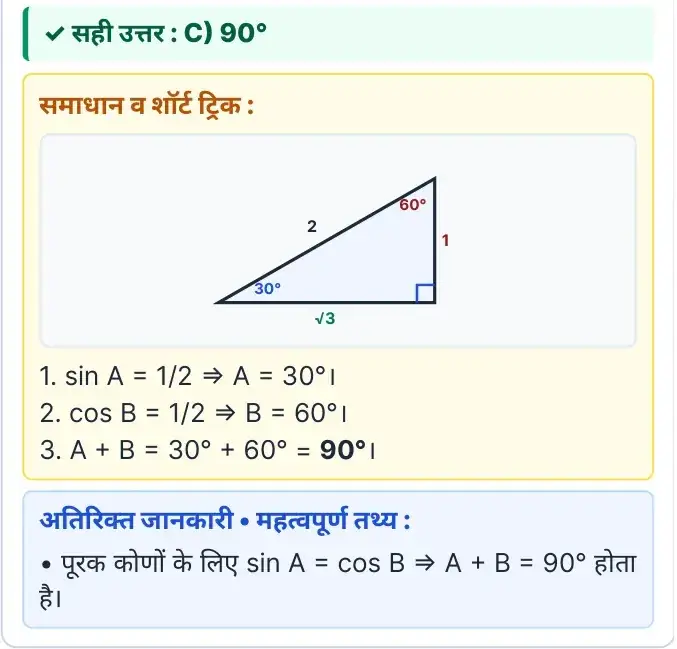 ✓ सही उत्तर : C) 90°
समाधान व शॉर्ट ट्रिक :
60°
2
1
30°
√3
1. sin A = 1/2 ⇒ A = 30°।
2. cos B = 1/2 ⇒ B = 60°।
3. A + B = 30° + 60° = 90°।
अतिरिक्त जानकारी • महत्वपूर्ण तथ्य :
• पूरक कोणों के लिए sin A = cos B ⇒ A + B = 90° होता
है।